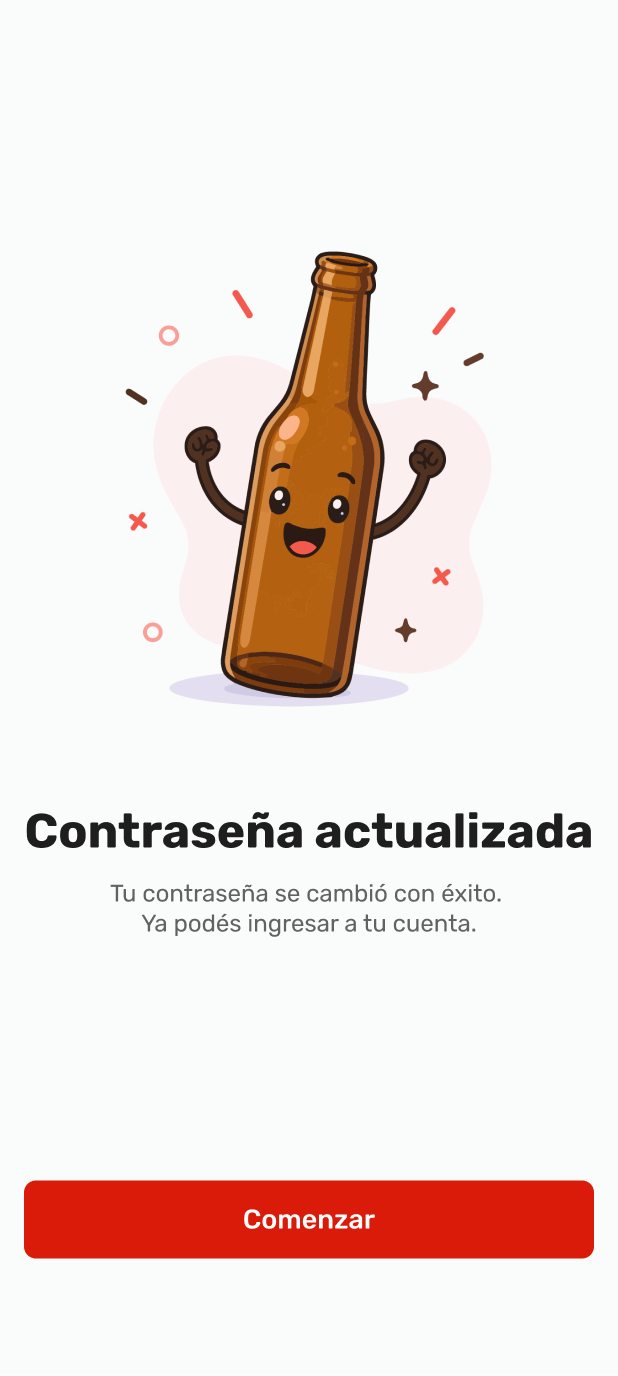 Contraseña actualizada
Tu contraseña se cambió con éxito.
Ya podés ingresar a tu cuenta.
Comenzar